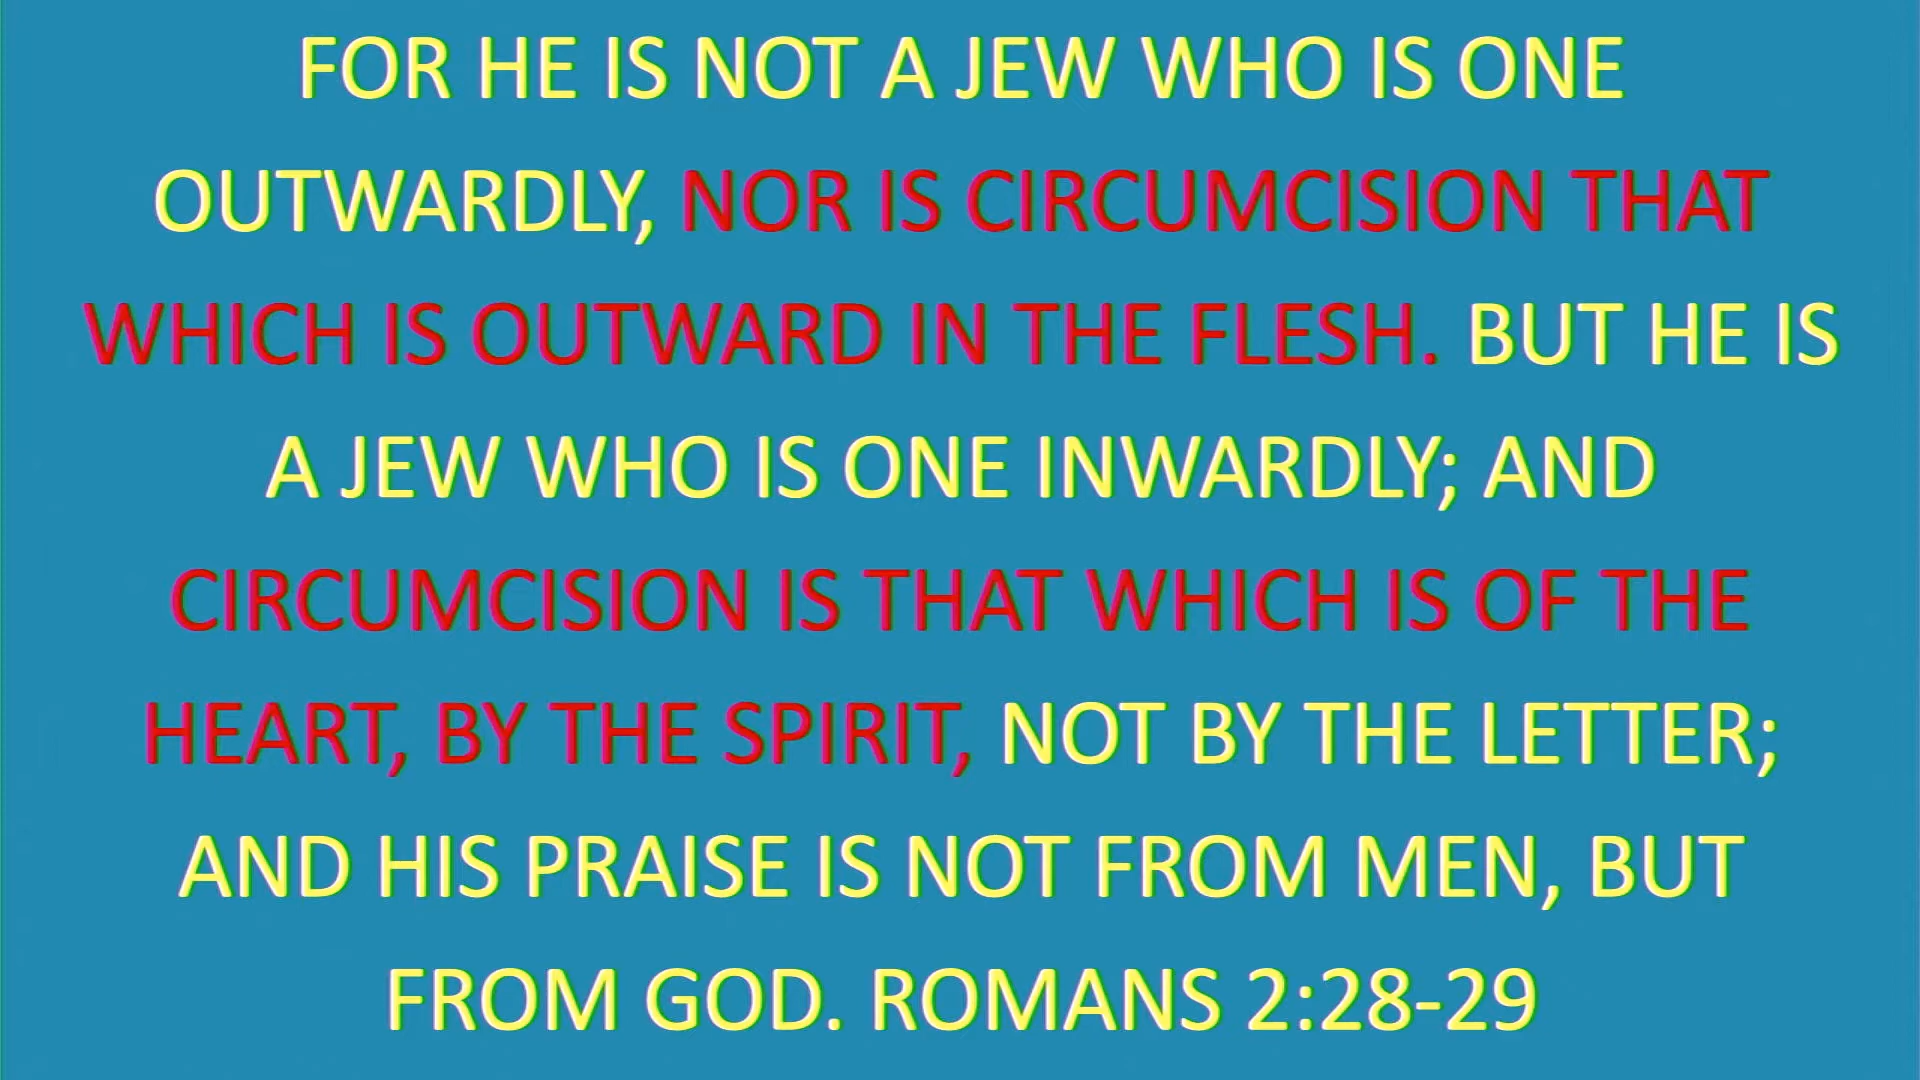 FOR HE IS NOT A JEW WHO IS ONE
OUTWARDLY, NOR IS CIRCUMCISION THAT
WHICH IS OUTWARD IN THE FLESH. BUT HE IS
A JEW WHO IS ONE INWARDLY; AND
CIRCUMCISION IS THAT WHICH IS OF THE
HEART, BY THE SPIRIT, NOT BY THE LETTER;
AND HIS PRAISE IS NOT FROM MEN, BUT
FROM GOD. ROMANS 2:28-29